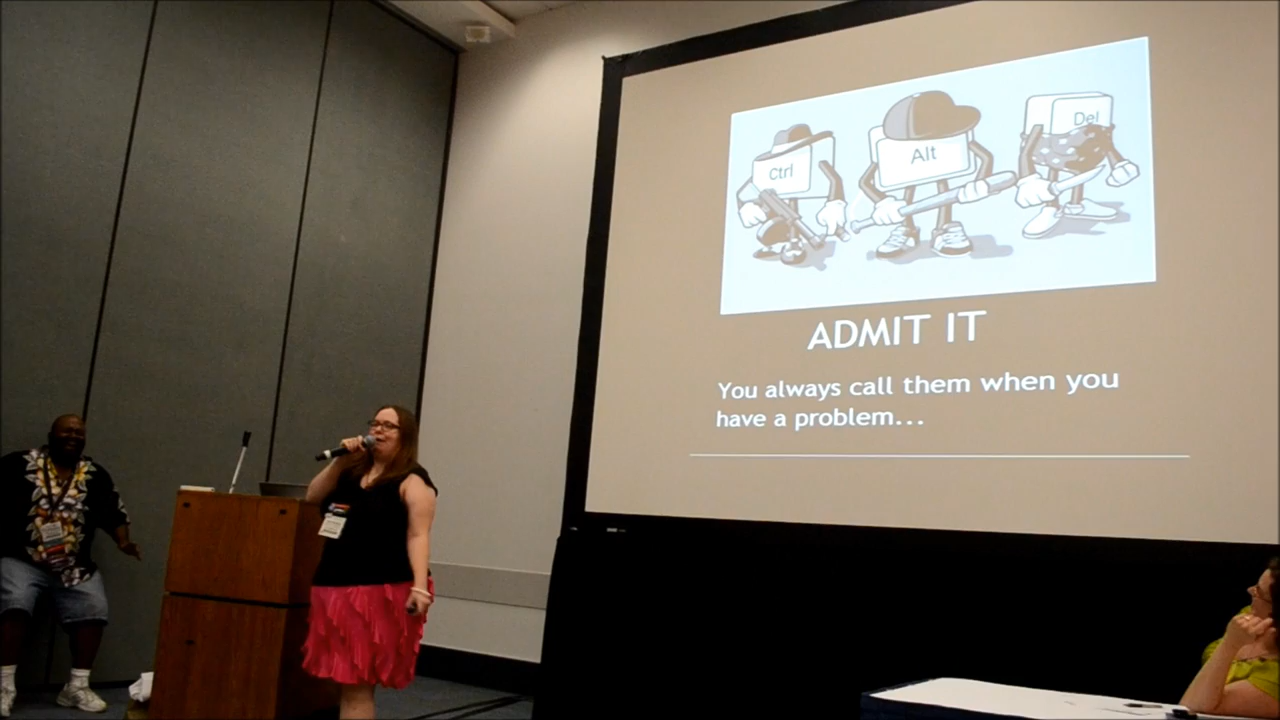 Ctrl
Alt
Del
ADMIT IT
You always call them when you
have a problem...